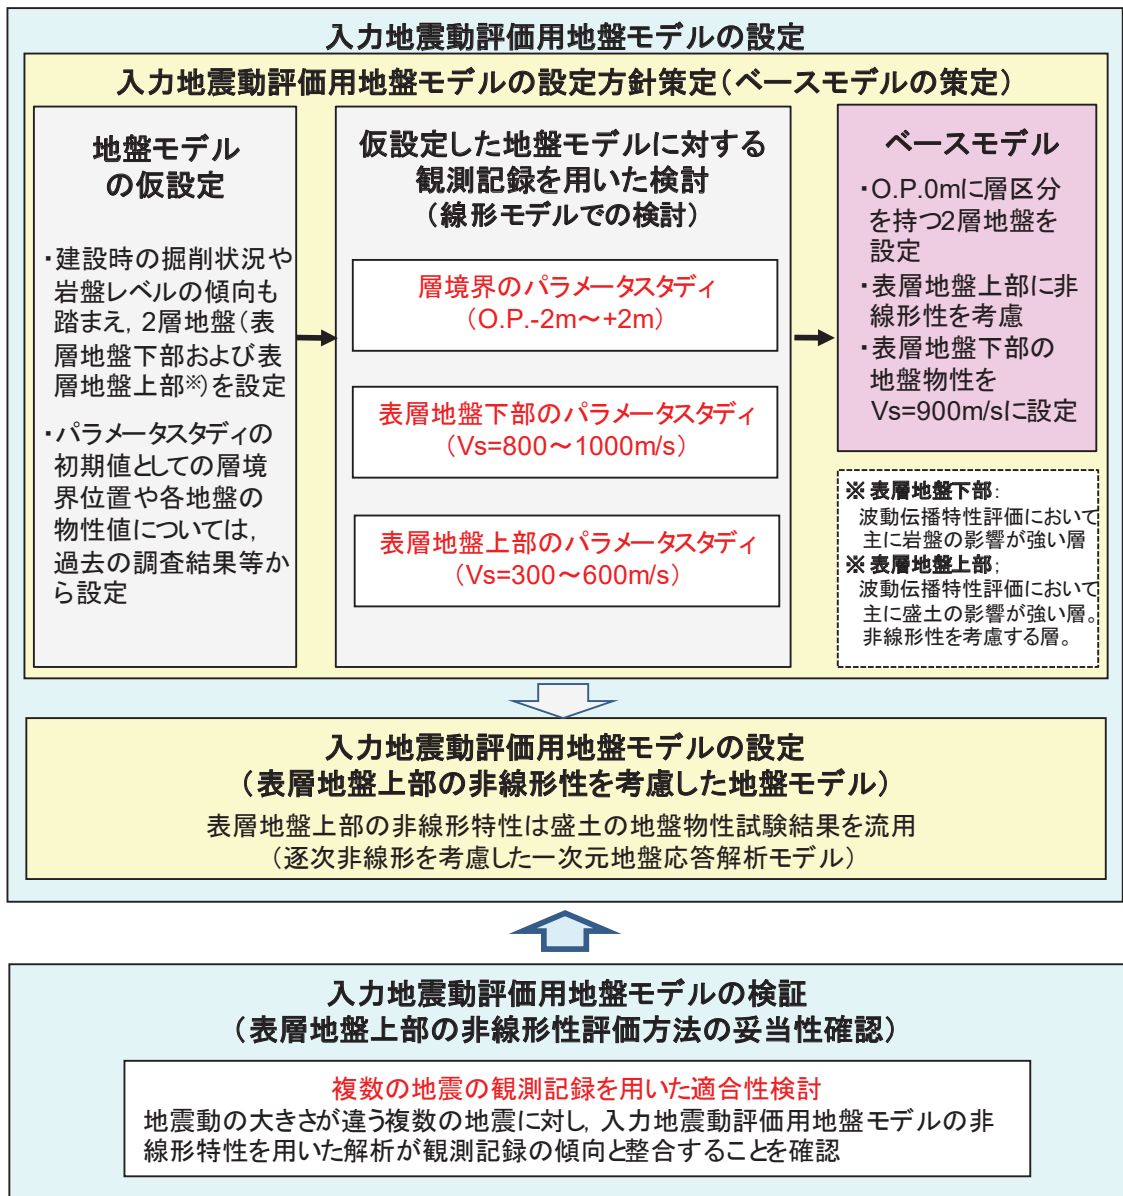 入力地震動評価用地盤モデルの設定
入力地震動評価用地盤モデルの設定方針策定(ベースモデルの策定)
地盤モデル
の仮設定
・建設時の掘削状況や
岩盤レベルの傾向も
踏まえ,2層地盤(表
層地盤下部および表
層地盤上部※)を設定
・パラメータスタディの
初期値としての層境
界位置や各地盤の
物性値については,
過去の調査結果等か
ら設定
仮設定した地盤モデルに対する
観測記録を用いた検討
(線形モデルでの検討)
層境界のパラメータスタディ
(O.P.-2m~+2m)
表層地盤下部のパラメータスタディ
(Vs=800~1000m/s)
表層地盤上部のパラメータスタディ
(Vs=300~600m/s)
ベースモデル
・O.P.0mに層区分
を持つ2層地盤を
設定
・表層地盤上部に非
線形性を考慮
・表層地盤下部の
地盤物性を
Vs=900m/sに設定
※ 表層地盤下部:
波動伝播特性評価において
主に岩盤の影響が強い層
※ 表層地盤上部;
波動伝播特性評価において
主に盛土の影響が強い層。
非線形性を考慮する層。
入力地震動評価用地盤モデルの設定
(表層地盤上部の非線形性を考慮した地盤モデル)
表層地盤上部の非線形特性は盛土の地盤物性試験結果を流用
(逐次非線形を考慮した一次元地盤応答解析モデル)
入力地震動評価用地盤モデルの検証
(表層地盤上部の非線形性評価方法の妥当性確認)
複数の地震の観測記録を用いた適合性検討
地震動の大きさが違う複数の地震に対し,入力地震動評価用地盤モデルの非
線形特性を用いた解析が観測記録の傾向と整合することを確認